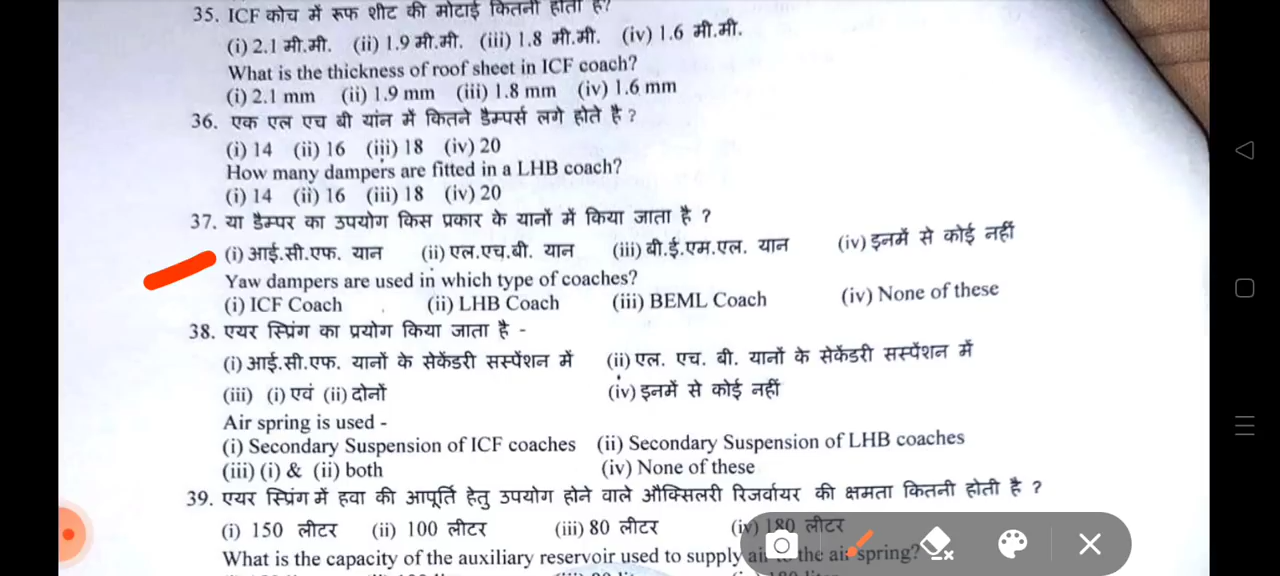 35. ICF कोच में रूफ शीट की मोटाई कितनी होती है?
(i) 2.1 मी.मी. (ii) 1.9 मी.मी. (iii) 1.8 मी.मी. (iv) 1.6 मी.मी.
What is the thickness of roof sheet in ICF coach?
(i) 2.1 mm (ii) 1.9 mm (iii) 1.8 mm (iv) 1.6 mm
36. एक एल एच बी यांन में कितने डैम्पर्स लगे होते है ?
(i) 14 (ii) 16 (iii) 18 (iv) 20
How many dampers are fitted in a LHB coach?
(i) 14 (ii) 16 (iii) 18 (iv) 20
37. या डैम्पर का उपयोग किस प्रकार के यानों में किया जाता है ?
(i) आई.सी.एफ. यान (ii) एल.एच.बी. यान (iii) बी.ई.एम.एल. यान (iv) इनमें से कोई नहीं
Yaw dampers are used in which type of coaches?
(i) ICF Coach (ii) LHB Coach (iii) BEML Coach (iv) None of these
38. एयर स्प्रिंग का प्रयोग किया जाता है -
(i) आई.सी.एफ. यानों के सेकेंडरी सस्पेंशन में (ii) एल. एच. बी. यानों के सेकेंडरी सस्पेंशन में
(iii) (i) एवं (ii) दोनों (iv) इनमें से कोई नहीं
Air spring is used -
(i) Secondary Suspension of ICF coaches (ii) Secondary Suspension of LHB coaches
(iii) (i) & (ii) both (iv) None of these
39. एयर स्प्रिंग में हवा की आपूर्ति हेतु उपयोग होने वाले औक्सिलरी रिजर्वायर की क्षमता कितनी होती है ?
(i) 150 लीटर (ii) 100 लीटर (iii) 80 लीटर (iv) 180 लीटर
What is the capacity of the auxiliary reservoir used to supply air to the air spring?